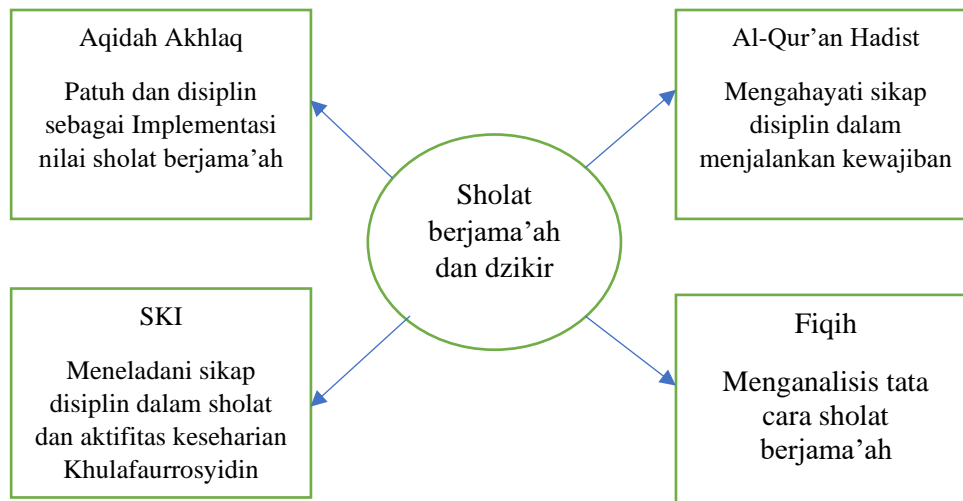 Aqidah Akhlaq
Patuh dan disiplin
sebagai Implementasi
nilai sholat berjama’ah
Al-Qur’an Hadist
Mengahayati sikap
disiplin dalam
menjalankan kewajiban
Sholat
berjama’ah
dan dzikir
SKI
Meneladani sikap
disiplin dalam sholat
dan aktifitas keseharian
Khulafaurrosyidin
Fiqih
Menganalisis tata
cara sholat
berjama’ah